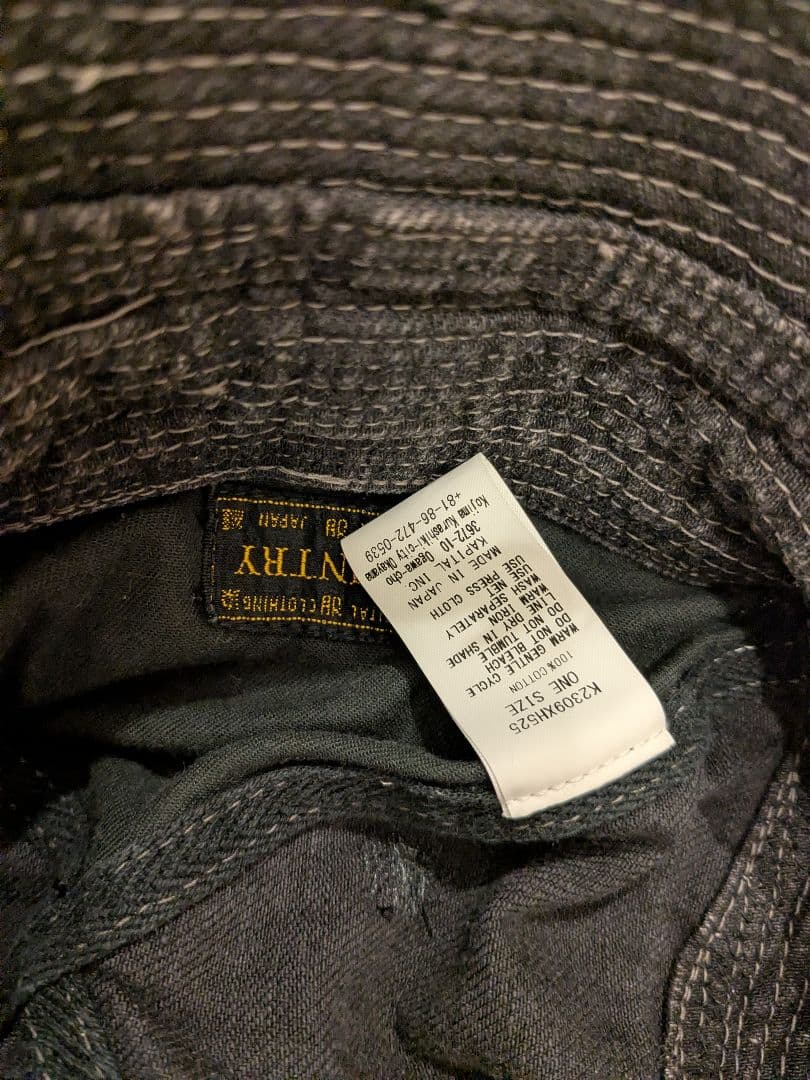 K2309XH525
ONE SIZE
100% COTTON
WARM GENTLE CYCLE
DO NOT BLEACH
DO NOT TUMBLE
LINE DRY IN SHADE
WARM IRON
WASH SEPARATELY
USE PRESS CLOTH
MADE IN JAPAN
KAPITAL INC.
3672-10 Ogawa-cho
Kojima Kurashiki-city Okayama
+81-86-472-0539
CLOTHING
NTRY
JAPAN